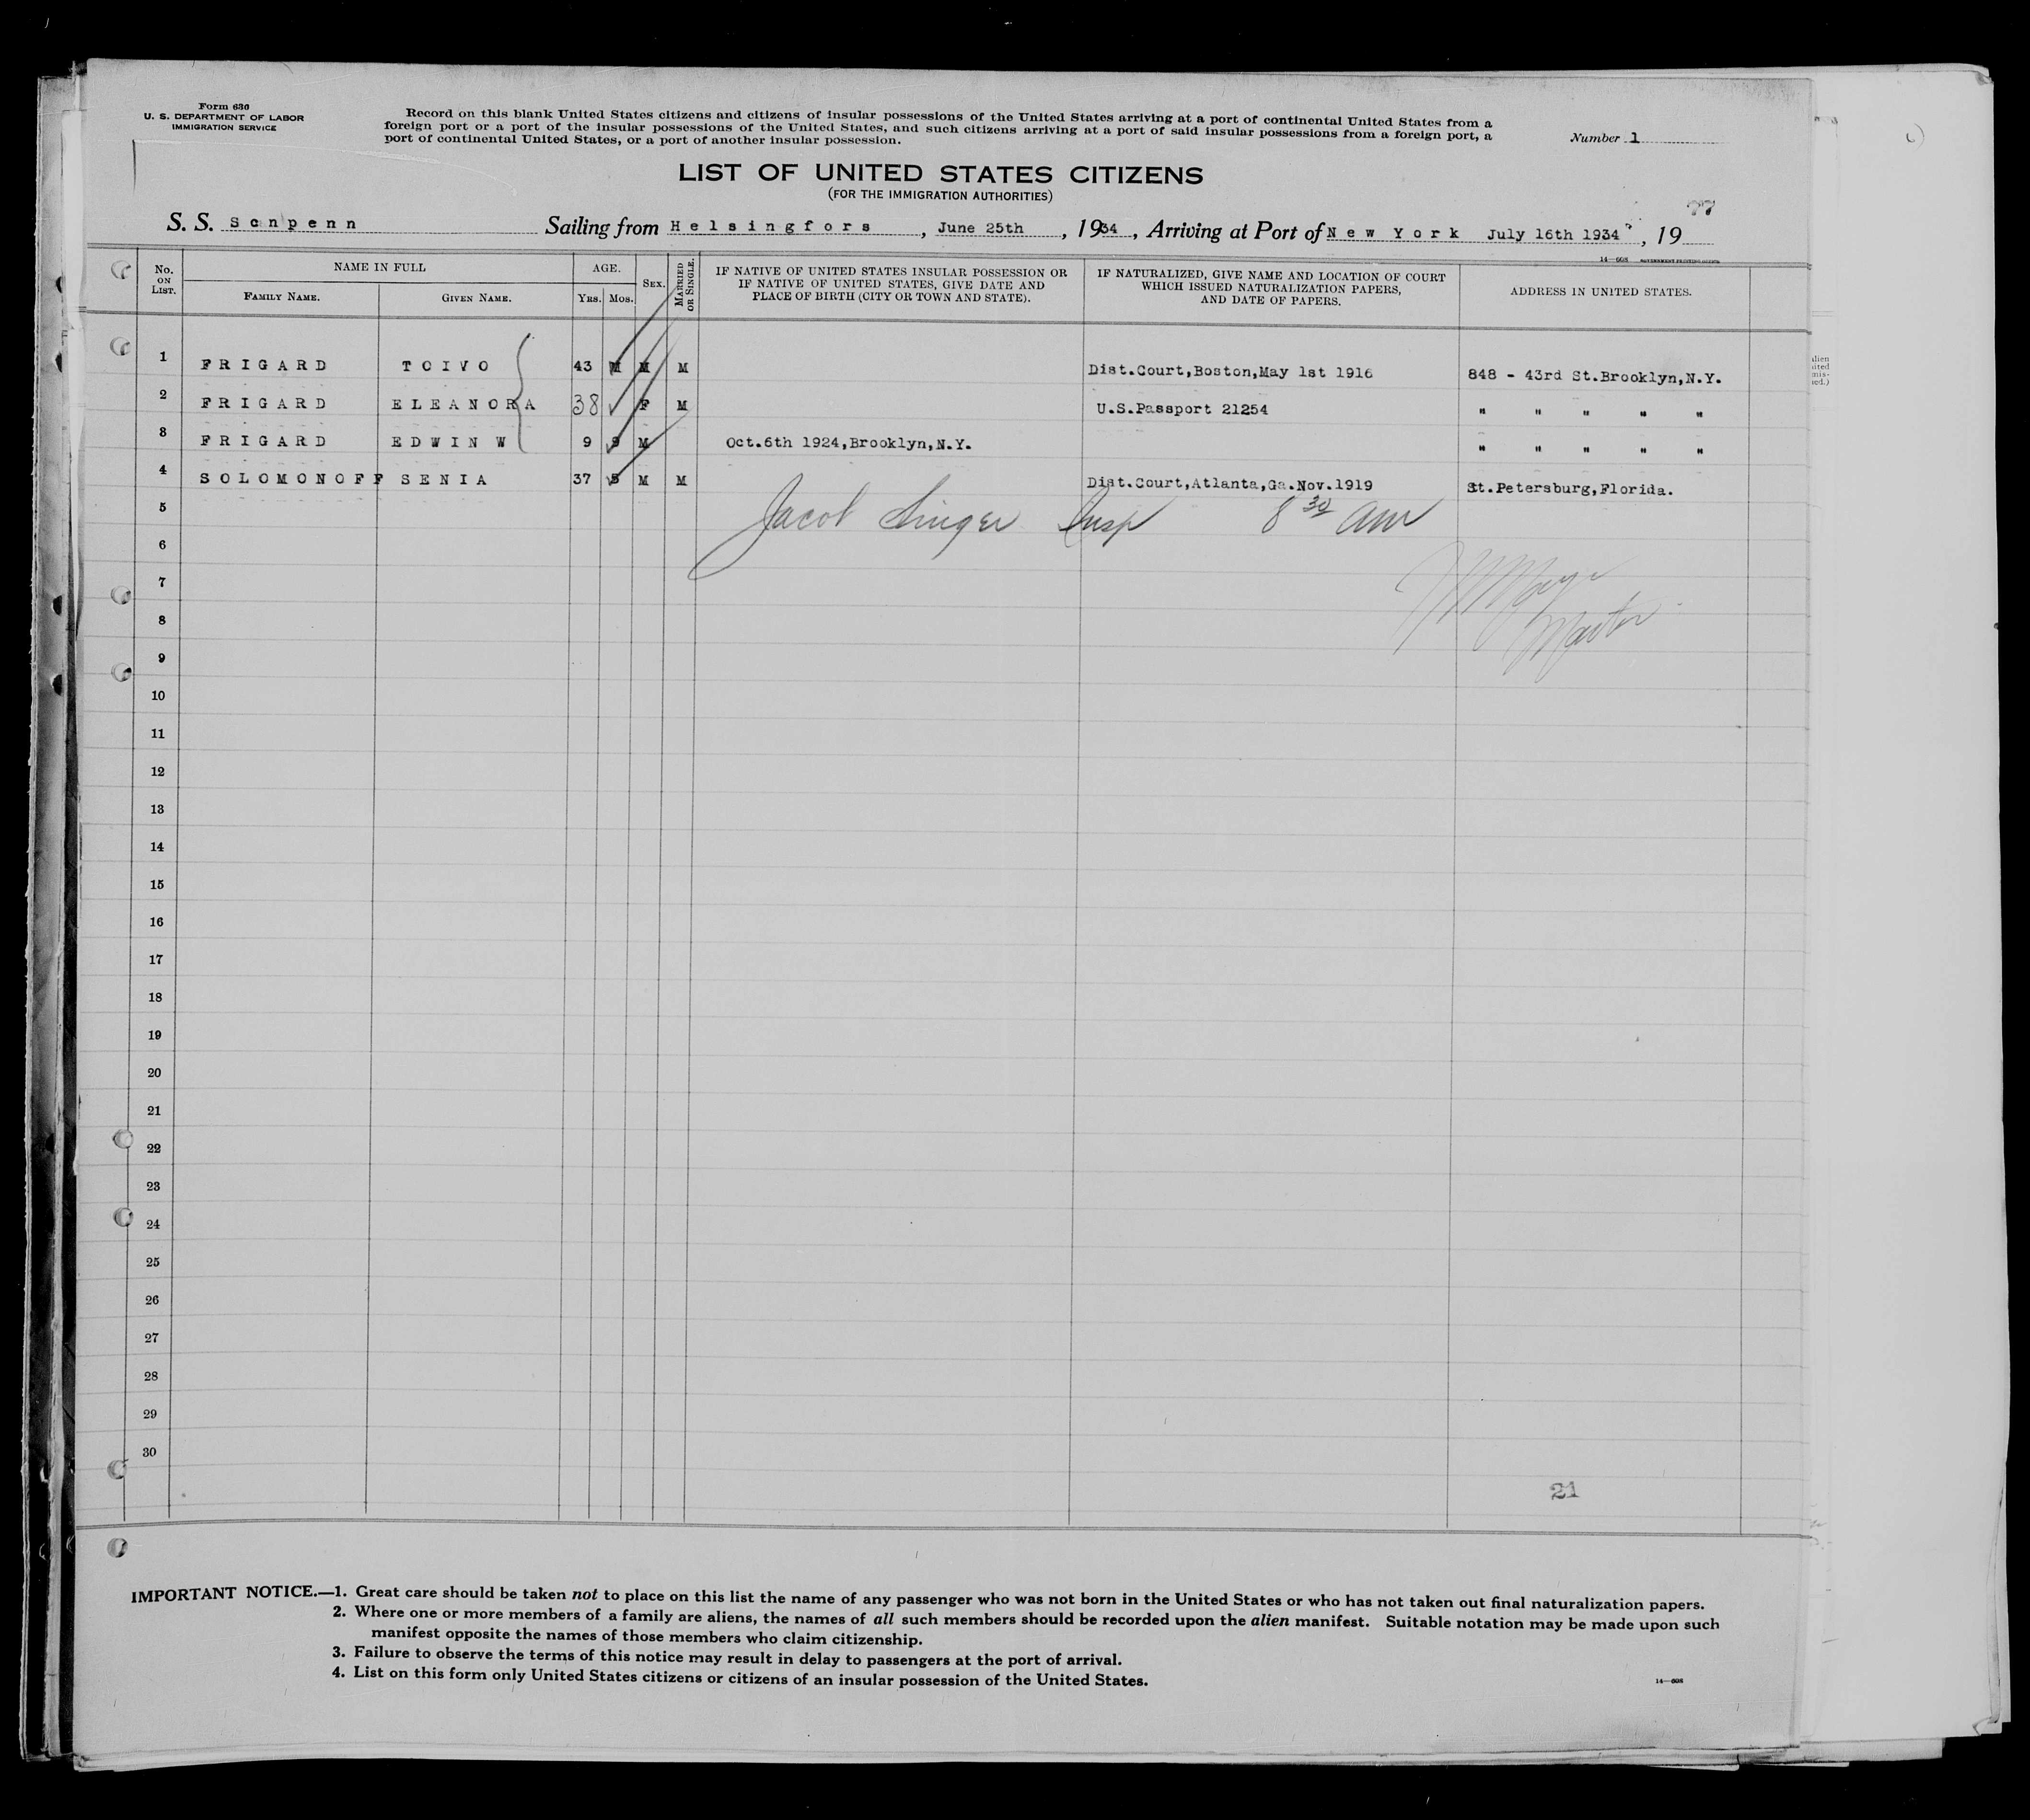 Form 630
U. S. DEPARTMENT OF LABOR
IMMIGRATION SERVICE
Record on this blank United States citizens and citizens of insular possessions of the United States arriving at a port of continental United States from a
foreign port or a port of the insular possessions of the United States, and such citizens arriving at a port of said insular possessions from a foreign port, a
port of continental United States, or a port of another insular possession.
Number 1
LIST OF UNITED STATES CITIZENS
(FOR THE IMMIGRATION AUTHORITIES)
77
S. S. Scnpenn Sailing from Helsingfors, June 25th, 1934, Arriving at Port of New York July 16th 1934, 19
No. ON LIST. NAME IN FULL FAMILY NAME. GIVEN NAME. AGE. YRS. MOS. SEX. MARRIED OR SINGLE. IF NATIVE OF UNITED STATES INSULAR POSSESSION OR IF NATIVE OF UNITED STATES, GIVE DATE AND PLACE OF BIRTH (CITY OR TOWN AND STATE). IF NATURALIZED, GIVE NAME AND LOCATION OF COURT WHICH ISSUED NATURALIZATION PAPERS, AND DATE OF PAPERS. ADDRESS IN UNITED STATES.
1 FRIGARD TOIVO 43 M M M Dist.Court,Boston,May 1st 1916 848 - 43rd St.Brooklyn,N.Y.
2 FRIGARD ELEANORA 38 F M U.S.Passport 21254 " " " " "
3 FRIGARD EDWIN W 9 9 M Oct.6th 1924,Brooklyn,N.Y. " " " " "
4 SOLOMONOFF SENIA 37 5 M M Dist.Court,Atlanta,Ga.Nov.1919 St.Petersburg,Florida.
5 Jacob Singer Insp 8 30 am
6
7
8 Master
9
10
11
12
13
14
15
16
17
18
19
20
21
22
23
24
25
26
27
28
29
30
21
IMPORTANT NOTICE.—1. Great care should be taken not to place on this list the name of any passenger who was not born in the United States or who has not taken out final naturalization papers.
2. Where one or more members of a family are aliens, the names of all such members should be recorded upon the alien manifest. Suitable notation may be made upon such
manifest opposite the names of those members who claim citizenship.
3. Failure to observe the terms of this notice may result in delay to passengers at the port of arrival.
4. List on this form only United States citizens or citizens of an insular possession of the United States.
14—608